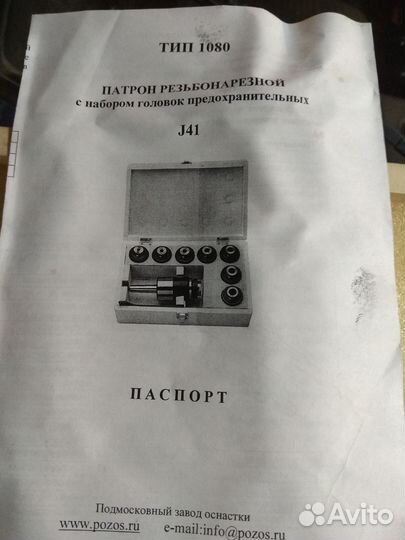 ТИП 1080
ПАТРОН РЕЗЬБОНАРЕЗНОЙ
с набором головок предохранительных
J41
ПАСПОРТ
Подмосковный завод оснастки
www.pozos.ru e-mail:info@pozos.ru
Avito